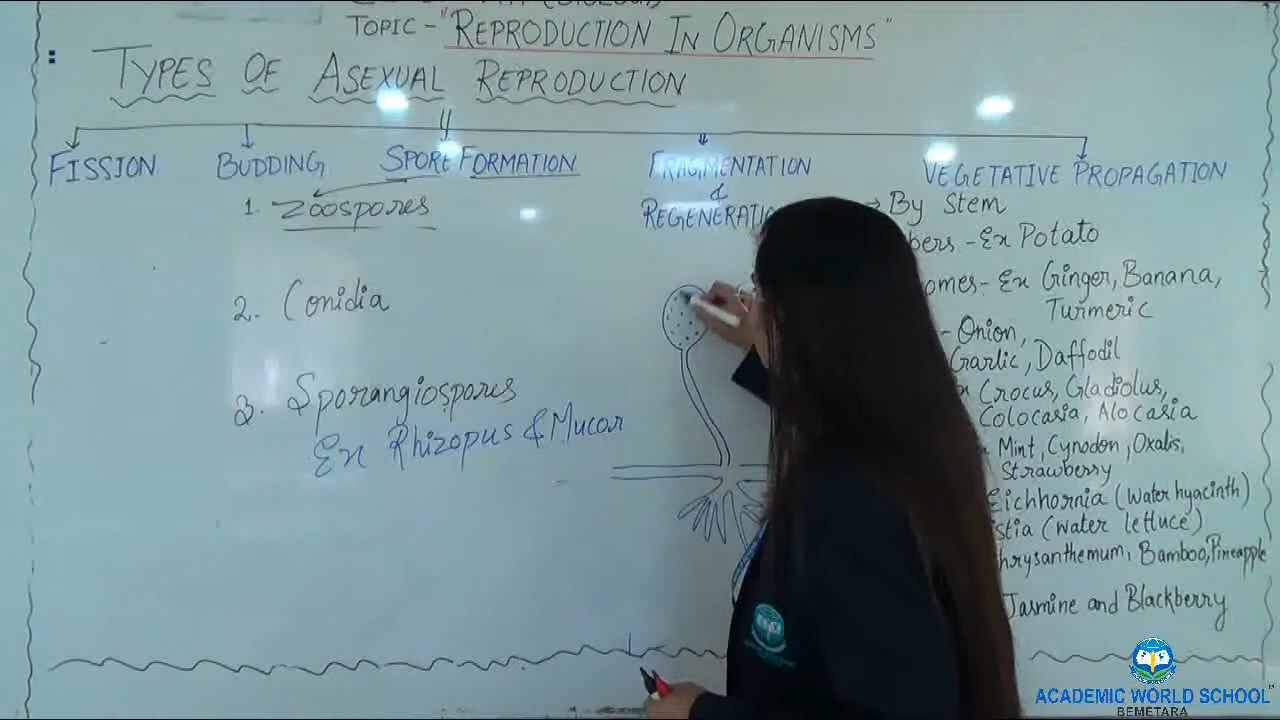 TOPIC - "REPRODUCTION IN ORGANISMS"
TYPES OF ASEXUAL REPRODUCTION
FISSION
BUDDING
SPORE FORMATION
1. Zoospores
2. Conidia
3. Sporangiospores
Ex Rhizopus & Mucor
FRAGMENTATION
&
VEGETATIVE PROPAGATION
→ By Stem
- Ex Potato
- Ex Ginger, Banana,
Turmeric
- Onion,
Garlic, Daffodil
Crocus, Gladiolus,
Colocasia, Alocasia
Mint, Cynodon, Oxalis,
Strawberry
Eichhornia (Water hyacinth)
(Water lettuce)
Bamboo, Pineapple
Jasmine and Blackberry
ACADEMIC WORLD SCHOOL"
BEMETARA